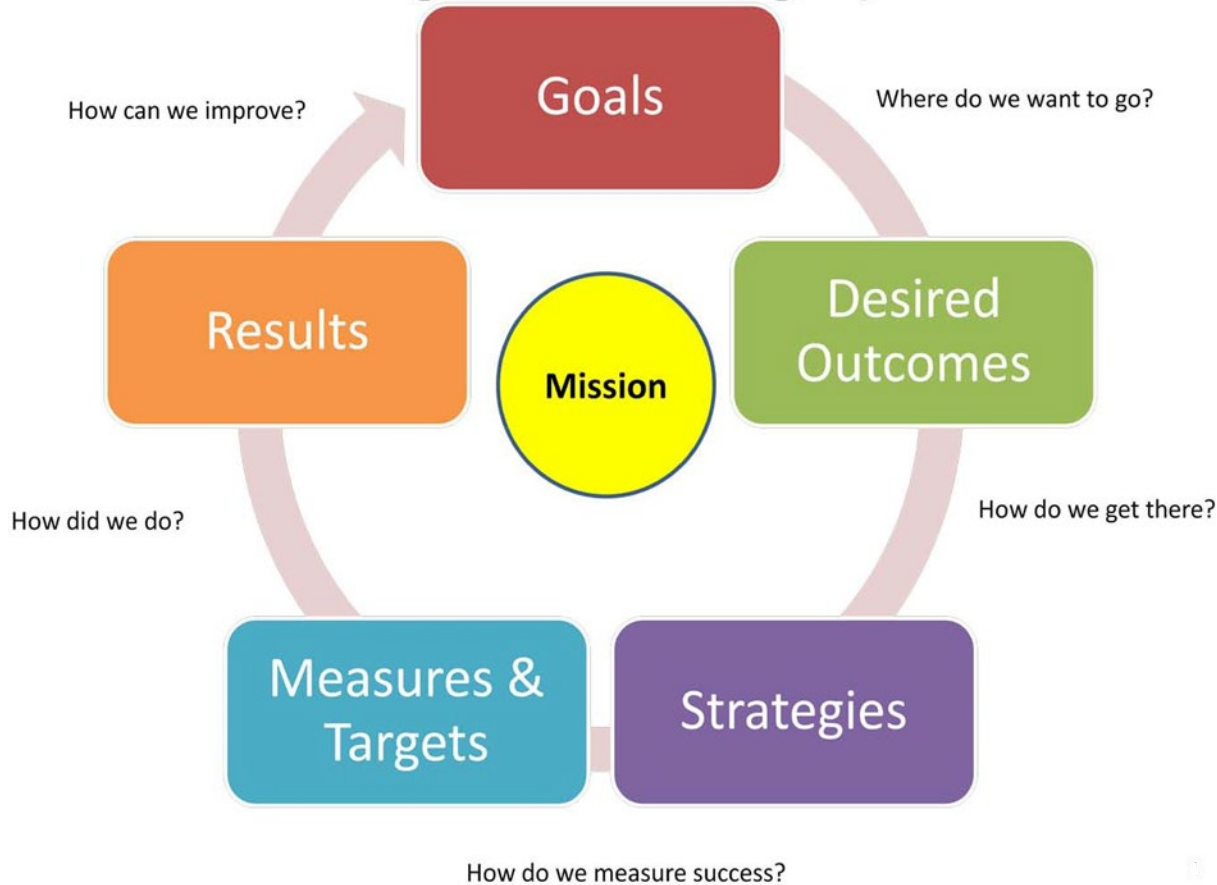 Goals
Where do we want to go?
Desired
Outcomes
How do we get there?
Strategies
How do we measure success?
Measures &
Targets
How did we do?
Results
How can we improve?
Mission